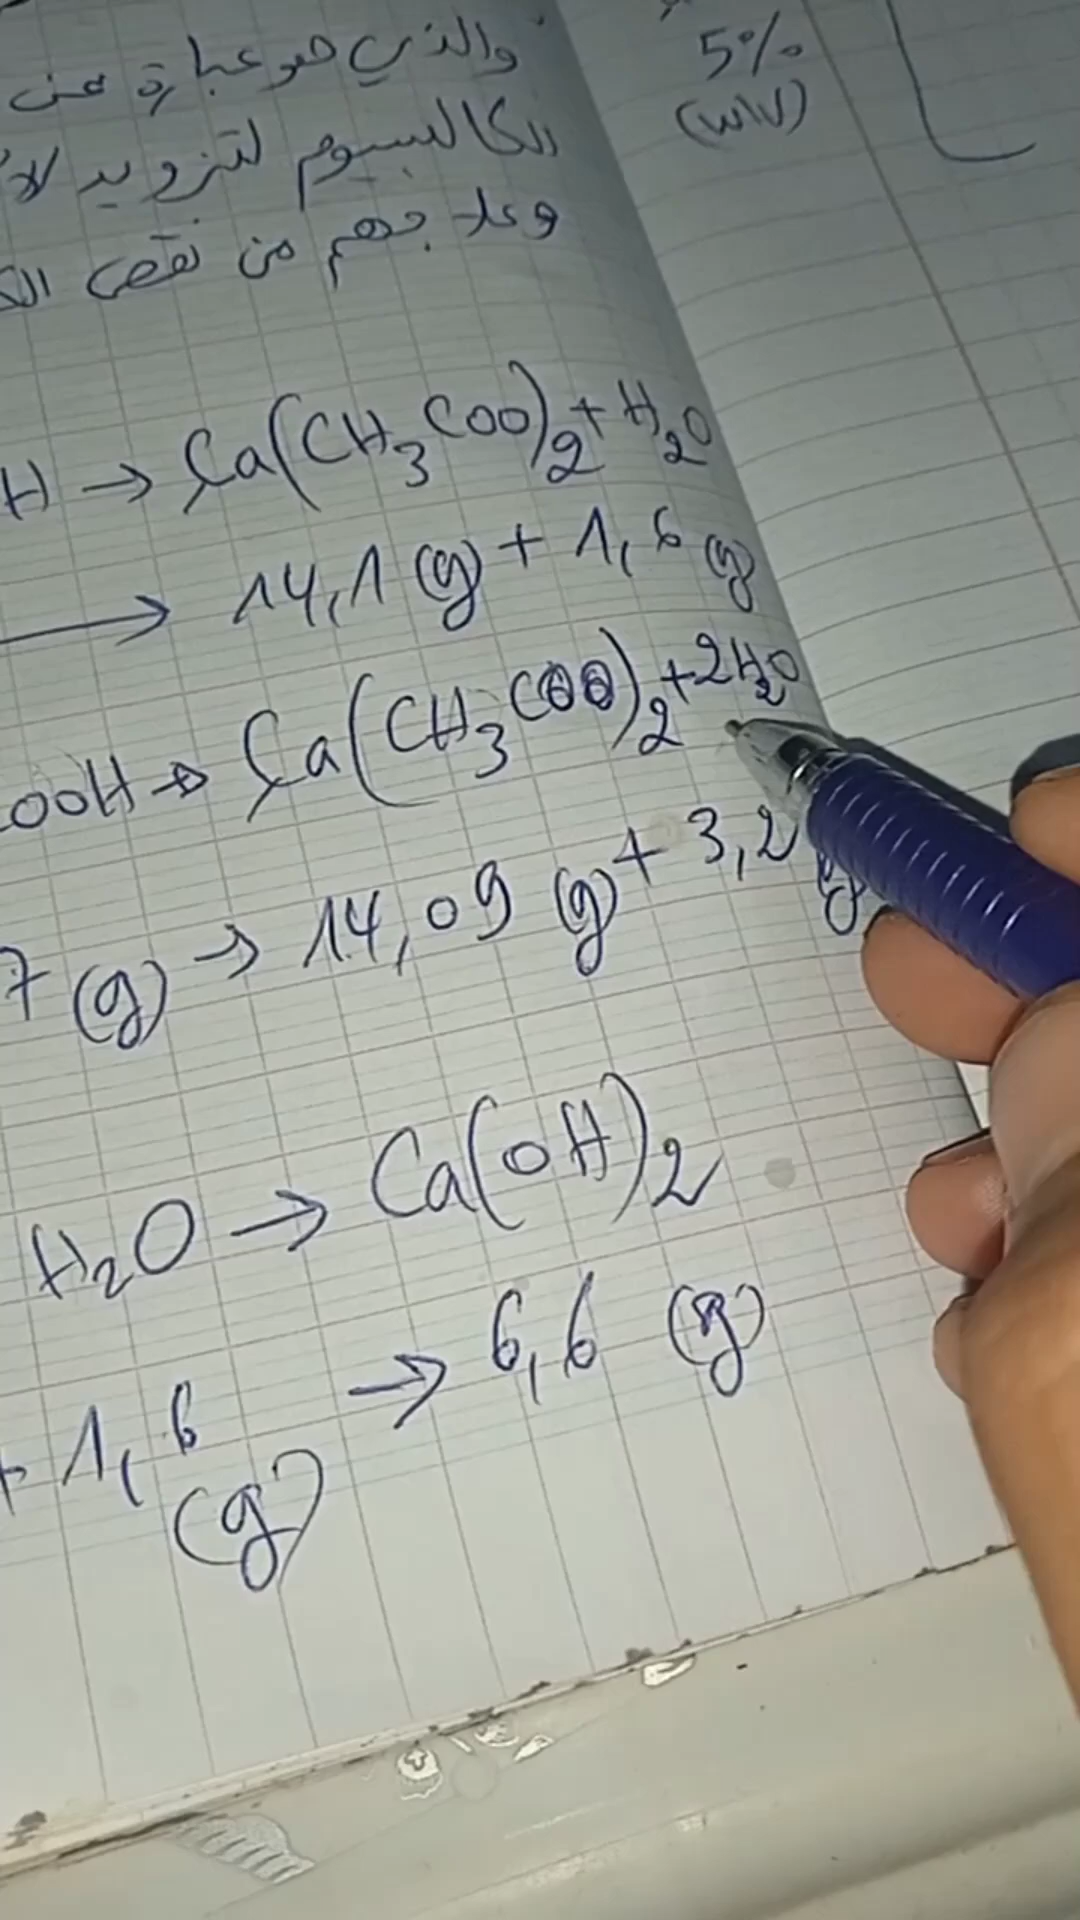 والذي هو عبارة عن
الكالسيوم لتزويد
وعلاجهم من نقص
5%
(W/V)
H → Ca(CH₃COO)₂ + H₂O
→ 14,1 (g) + 1,6 (g)
OOH → Ca(CH₃COO)₂ + 2H₂O
7 (g) → 14,09 (g) + 3,2 g
H₂O → Ca(OH)₂
+ 1,6 (g) → 6,6 (g)